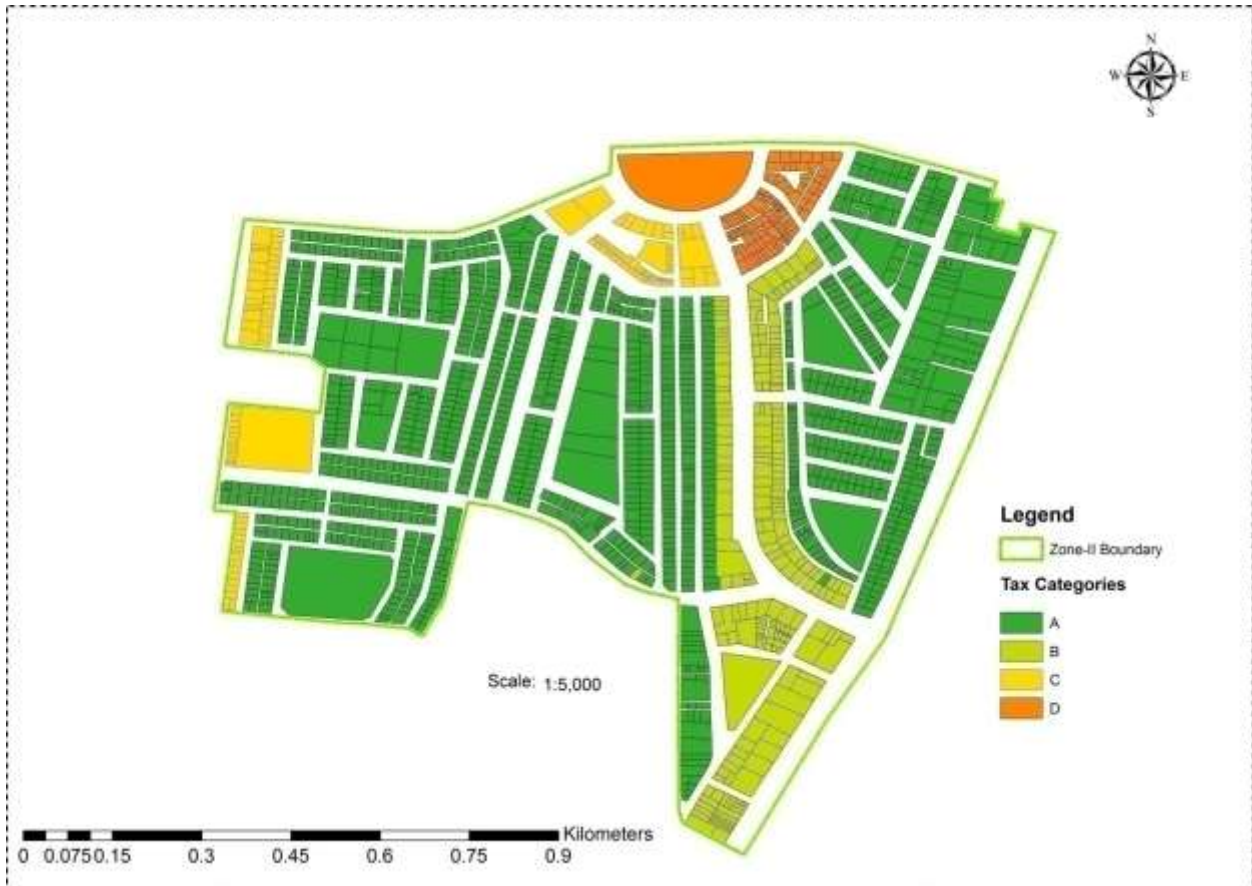 N
W E
S
Legend
Zone-II Boundary
Tax Categories
A
B
C
D
Scale: 1:5,000
Kilometers
0 0.075 0.15 0.3 0.45 0.6 0.75 0.9